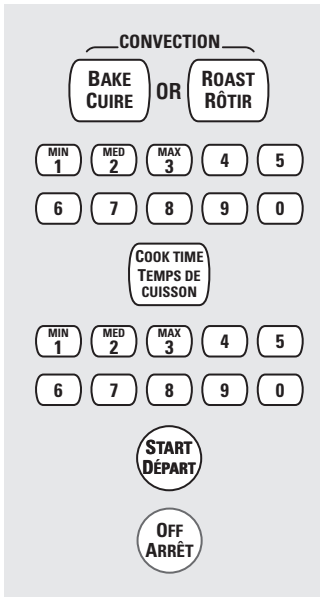 CONVECTION
BAKE
CUIRE
OR
ROAST
RÔTIR
MIN
1
MED
2
MAX
3
4
5
6
7
8
9
0
COOK TIME
TEMPS DE
CUISSON
MIN
1
MED
2
MAX
3
4
5
6
7
8
9
0
START
DÉPART
OFF
ARRÊT